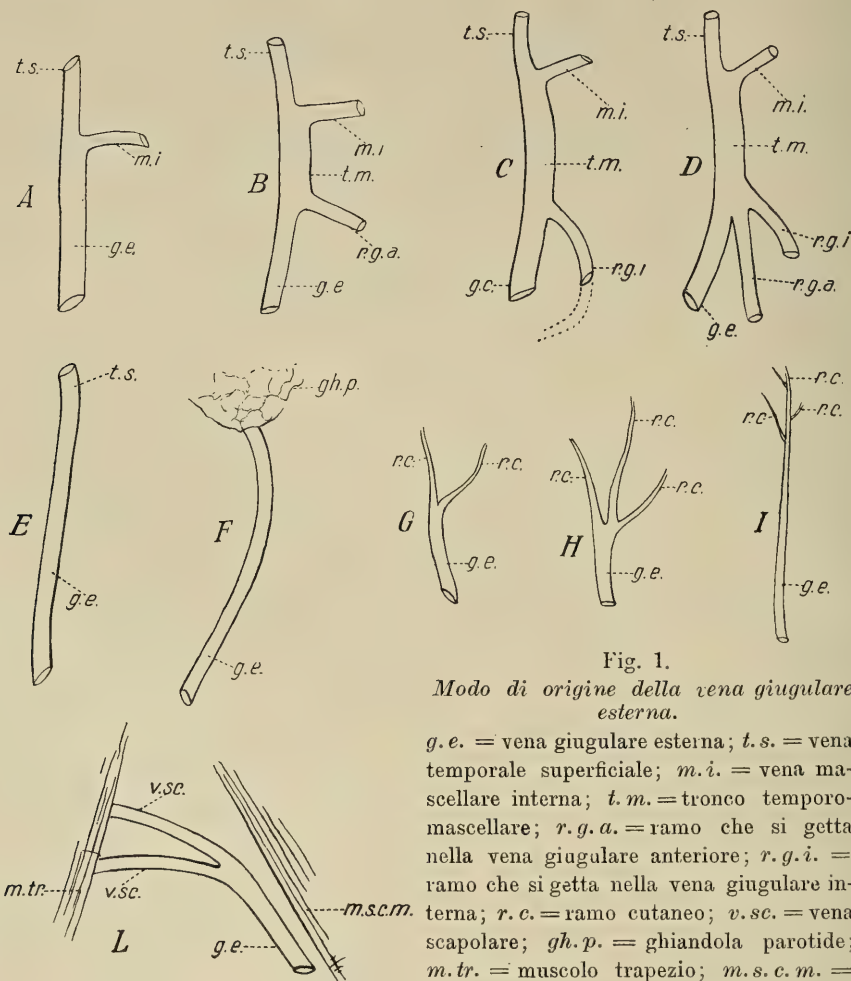 t.s.
m.i
A
g.e.
t.s.
m.i
B
t.m.
r.g.a.
g.e
t.s.
m.i.
C
t.m.
g.c.
r.g.i
t.s.
m.i.
t.m.
D
r.g.i
r.g.a.
g.e.
t.s.
E
g.e.
gh.p.
F
g.e.
r.c.
r.c.
G
g.e.
r.c.
r.c.
r.c.
H
g.e.
r.c.
r.c.
r.c.
I
g.e.
v.sc.
m.tr.
v.sc.
m.s.c.m.
g.e.
L
Fig. 1.
Modo di origine della vena giugulare
esterna.
g. e. = vena giugulare esterna; t. s. = vena
temporale superficiale; m. i. = vena ma-
scellare interna; t. m. = tronco temporo-
mascellare; r. g. a. = ramo che si getta
nella vena giugulare anteriore; r. g. i. =
ramo che si getta nella vena giugulare in-
terna; r. c. = ramo cutaneo; v. sc. = vena
scapolare; gh. p. = ghiandola parotide;
m. tr. = muscolo trapezio; m. s. c. m. =